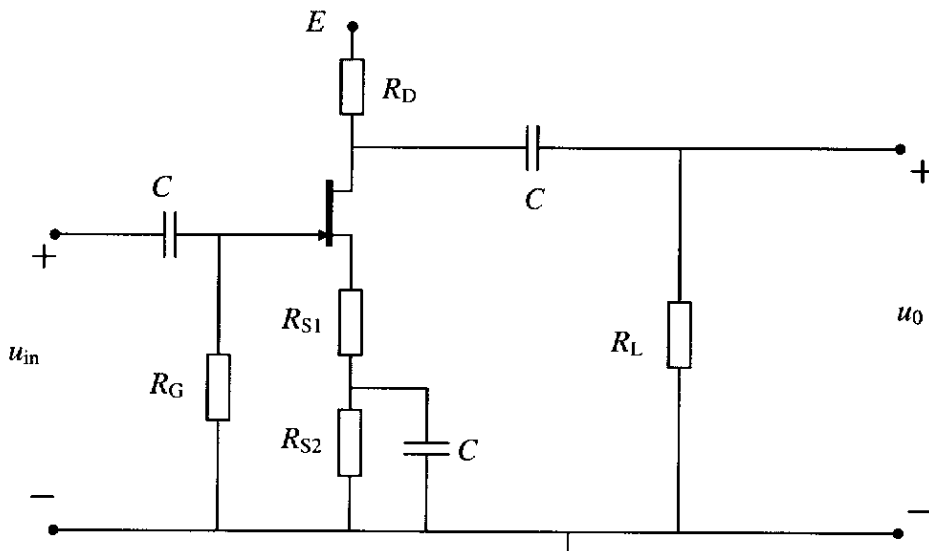 E
R_D
C
C
+
+
R_S1
u_0
u_in
R_L
R_G
R_S2
C
−
−